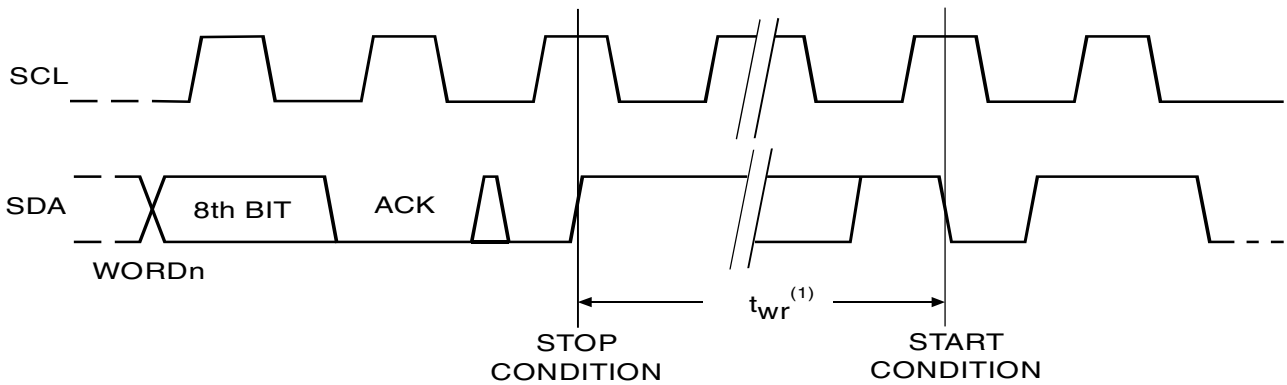 SCL
SDA
8th BIT
ACK
WORDn
twr(1)
STOP
CONDITION
START
CONDITION